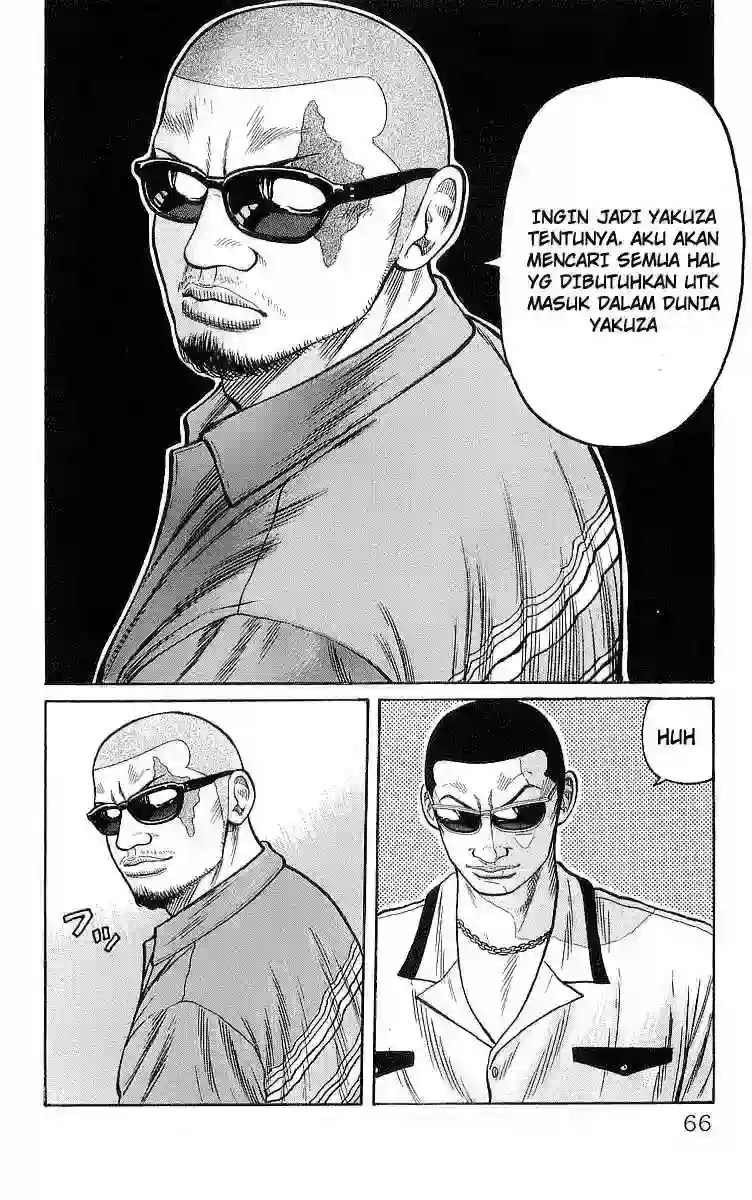 INGIN JADI YAKUZA
TENTUNYA. AKU AKAN
MENCARI SEMUA HAL
YG DIBUTUHKAN UTK
MASUK DALAM DUNIA
YAKUZA
HUH
フッ
66